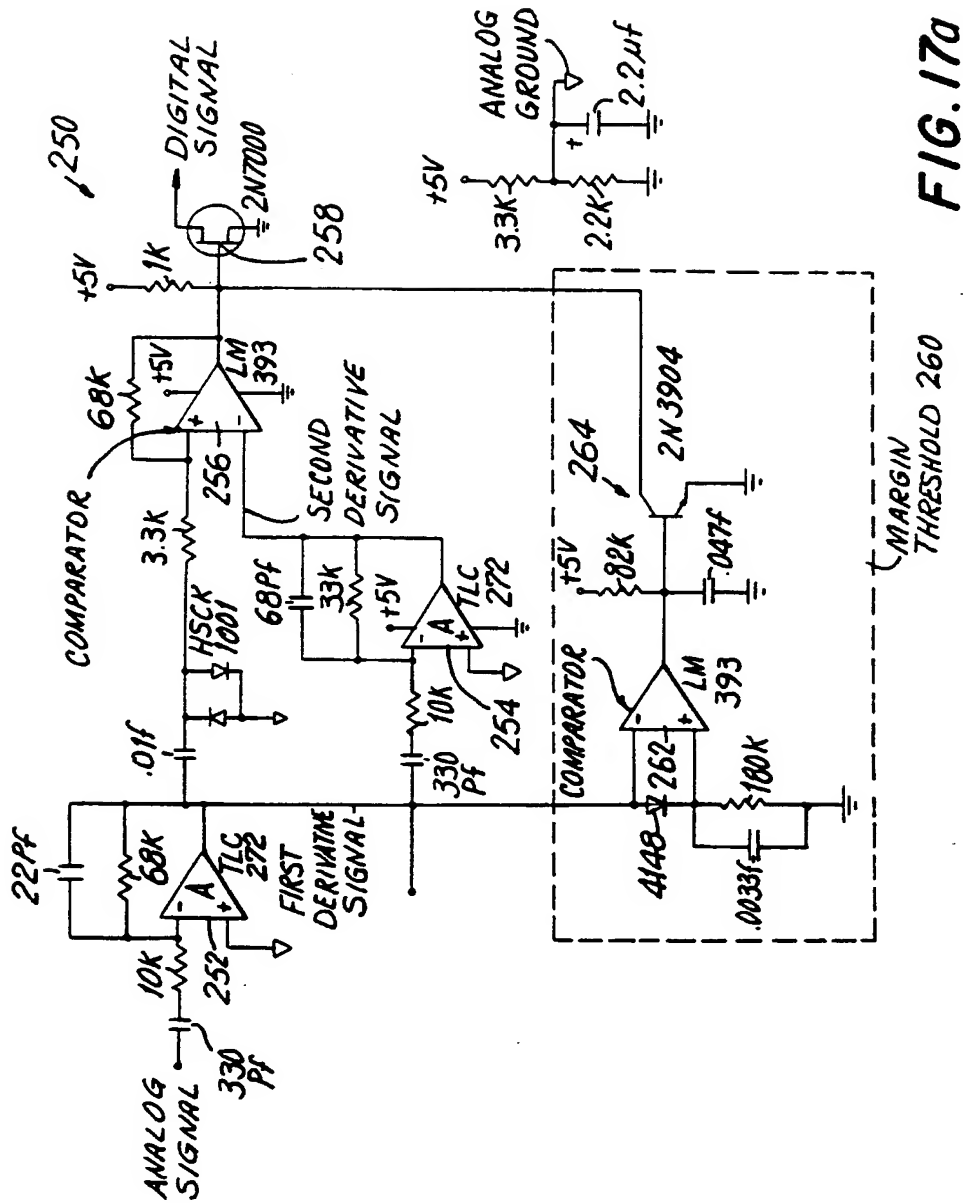 250
DIGITAL
SIGNAL
2N7000
258
+5V
1K
68K
+5V
LM
393
256
COMPARATOR
3.3K
HSCK
1001
.01f
22Pf
68K
A
TLC
272
252
10K
330
Pf
ANALOG
SIGNAL
FIRST
DERIVATIVE
SIGNAL
SECOND
DERIVATIVE
SIGNAL
68Pf
33K
+5V
A
TLC
272
254
10K
330
Pf
+5V
3.3K
2.2K
ANALOG
GROUND
+
2.2µf
COMPARATOR
262
LM
393
4148
.0033f
180K
+5V
82K
.047f
264
2N3904
MARGIN
THRESHOLD 260
FIG. 17a